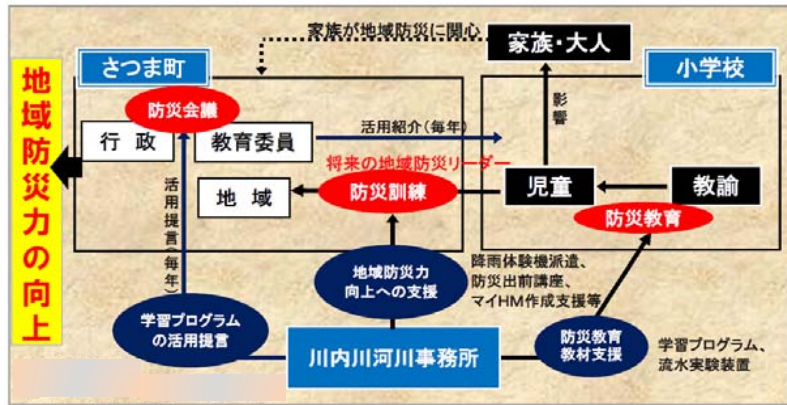 家族が地域防災に関心
家族・大人
さつま町
小学校
地域防災力の向上
防災会議
行 政
教育委員
活用紹介(毎年)
影響
将来の地域防災リーダー
地 域
防災訓練
児童
教諭
防災教育
活用提言(毎年)
地域防災力
向上への支援
降雨体験機派遣、
防災出前講座、
マイHM作成支援等
学習プログラム
の活用提言
川内川河川事務所
防災教育
教材支援
学習プログラム、
流水実験装置